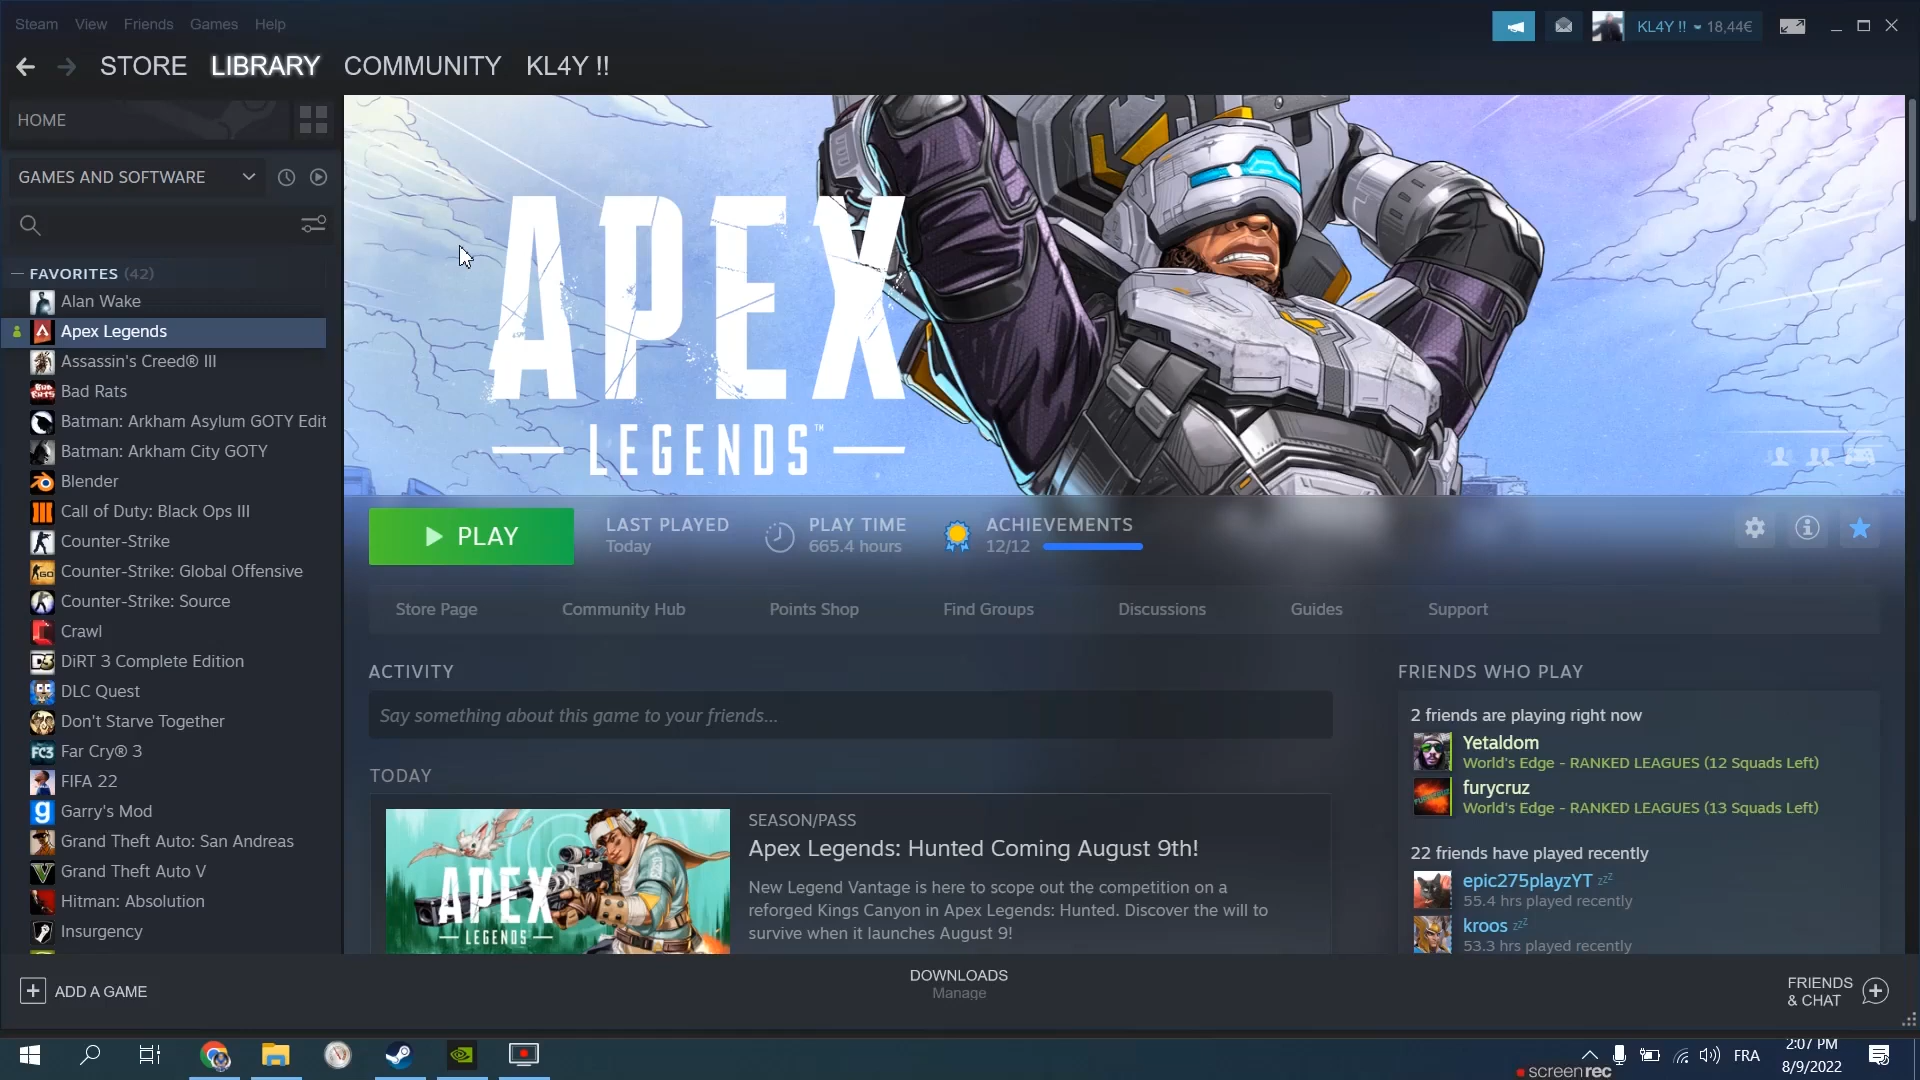 Steam View Friends Games Help
KL4Y !! 18,44€
STORE LIBRARY COMMUNITY KL4Y !!
HOME
GAMES AND SOFTWARE
FAVORITES (42)
Alan Wake
Apex Legends
Assassin's Creed® III
Bad Rats
Batman: Arkham Asylum GOTY Edit
Batman: Arkham City GOTY
Blender
Call of Duty: Black Ops III
Counter-Strike
Counter-Strike: Global Offensive
Counter-Strike: Source
Crawl
DiRT 3 Complete Edition
DLC Quest
Don't Starve Together
Far Cry® 3
FIFA 22
Garry's Mod
Grand Theft Auto: San Andreas
Grand Theft Auto V
Hitman: Absolution
Insurgency
APEX
LEGENDS™
PLAY
LAST PLAYED
Today
PLAY TIME
665.4 hours
ACHIEVEMENTS
12/12
Store Page Community Hub Points Shop Find Groups Discussions Guides Support
ACTIVITY
Say something about this game to your friends...
TODAY
APEX
LEGENDS
SEASON/PASS
Apex Legends: Hunted Coming August 9th!
New Legend Vantage is here to scope out the competition on a
reforged Kings Canyon in Apex Legends: Hunted. Discover the will to
survive when it launches August 9!
FRIENDS WHO PLAY
2 friends are playing right now
Yetaldom
World's Edge - RANKED LEAGUES (12 Squads Left)
furycruz
World's Edge - RANKED LEAGUES (13 Squads Left)
22 friends have played recently
epic275playzYT zzZ
55.4 hrs played recently
kroos zzZ
53.3 hrs played recently
ADD A GAME
DOWNLOADS
Manage
FRIENDS
& CHAT
FRA
2:07 PM
8/9/2022
screenrec